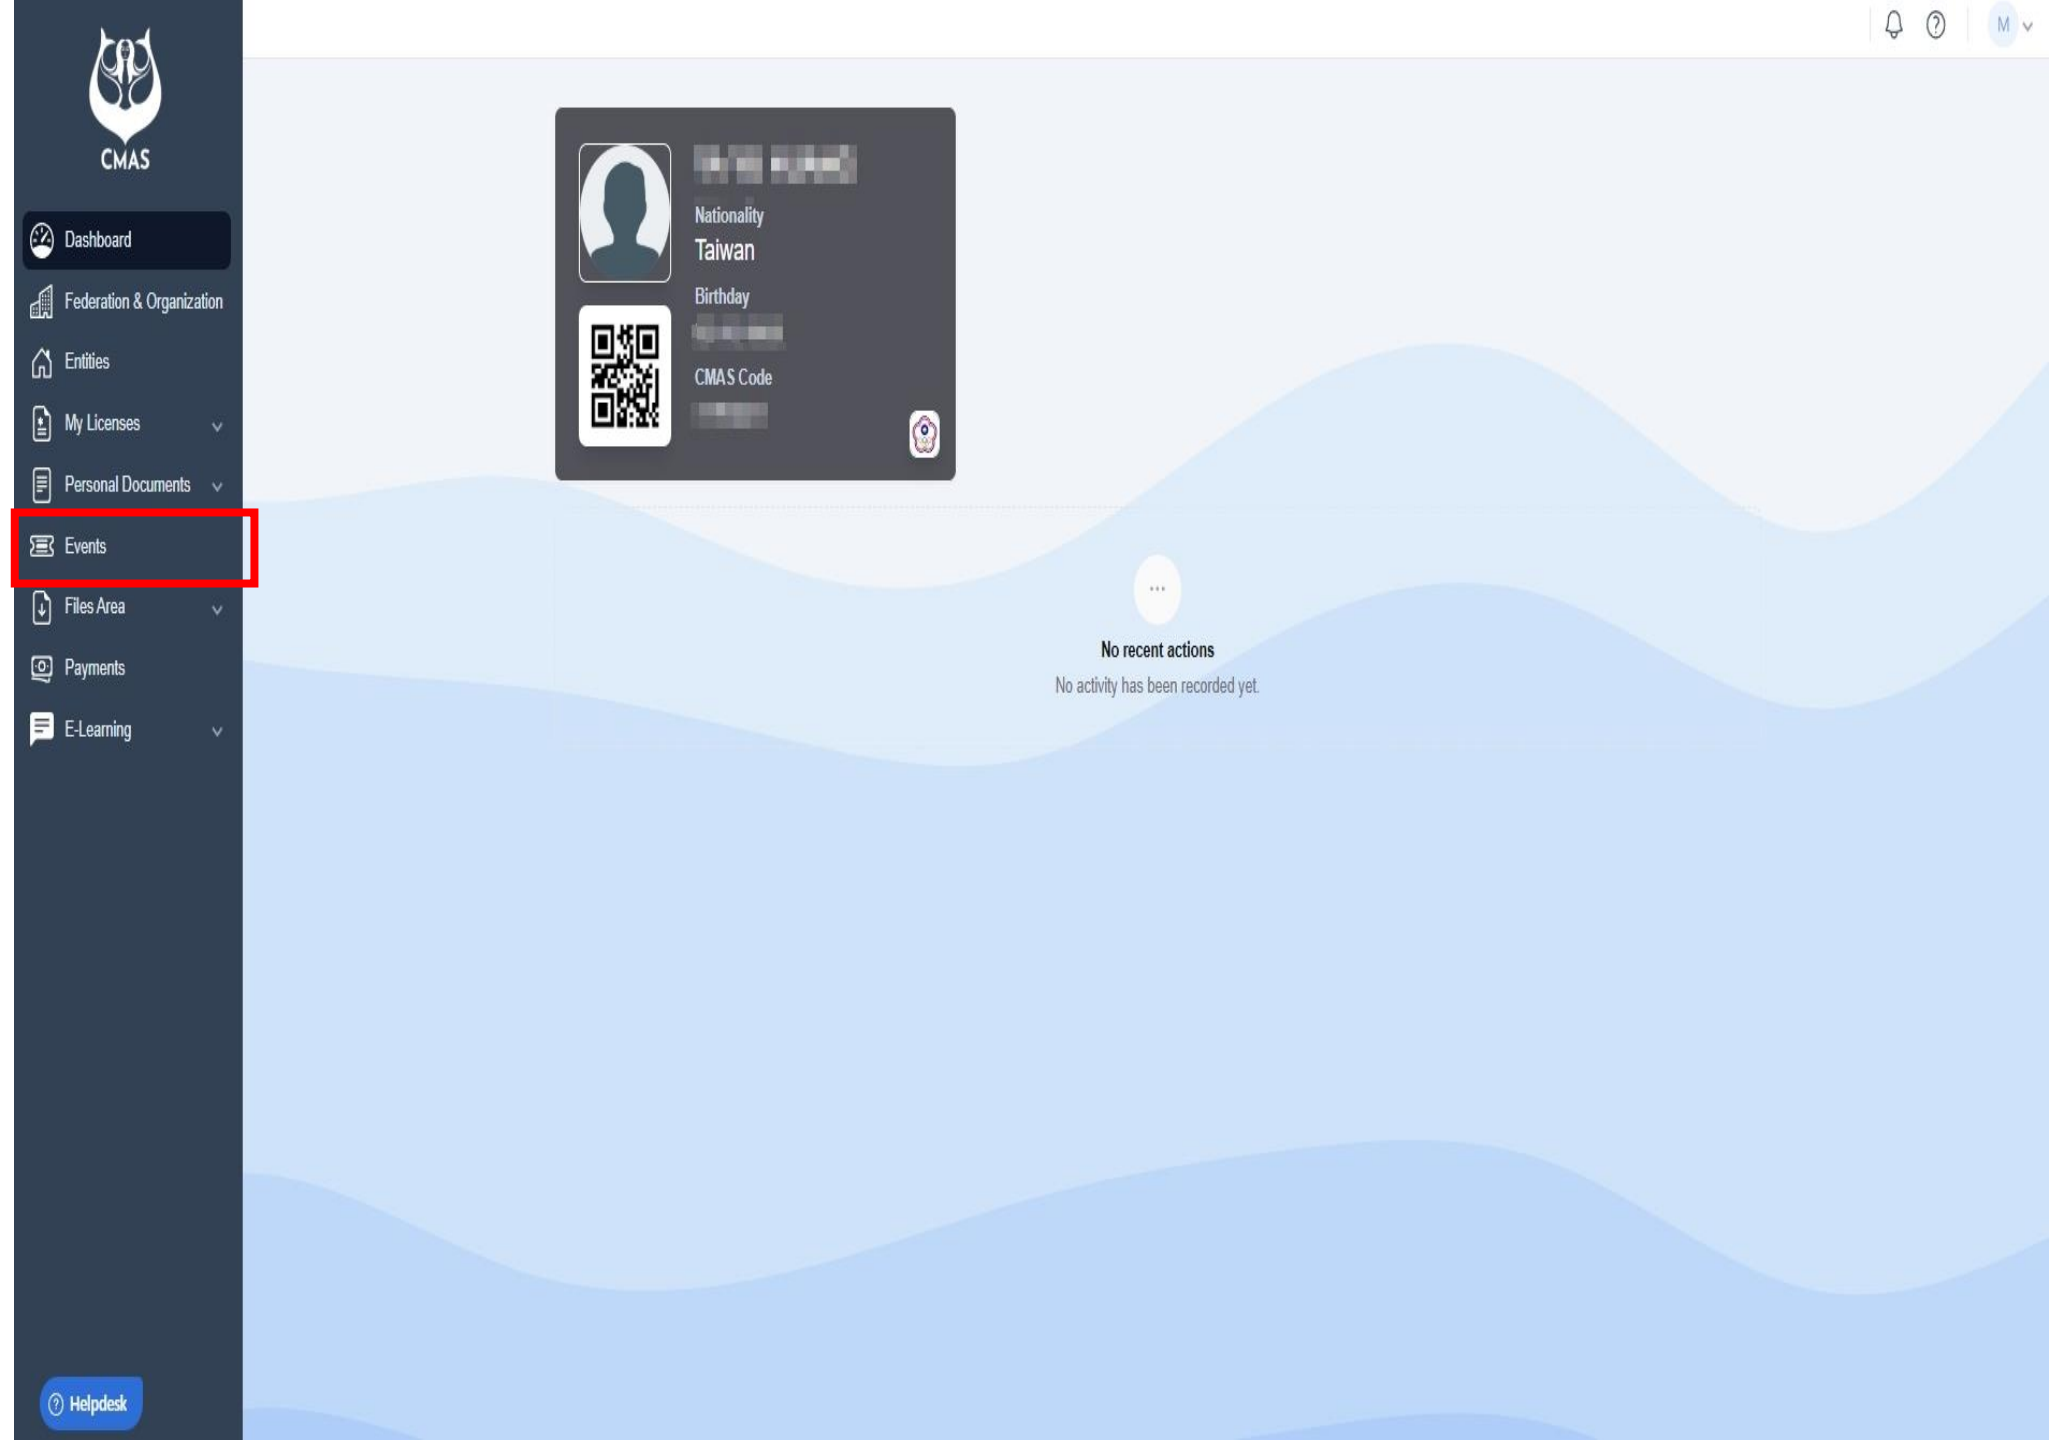 CMAS
Dashboard
Federation & Organization
Entities
My Licenses
Personal Documents
Events
Files Area
Payments
E-Learning
Helpdesk
M
Nationality
Taiwan
Birthday
CMAS Code
No recent actions
No activity has been recorded yet.